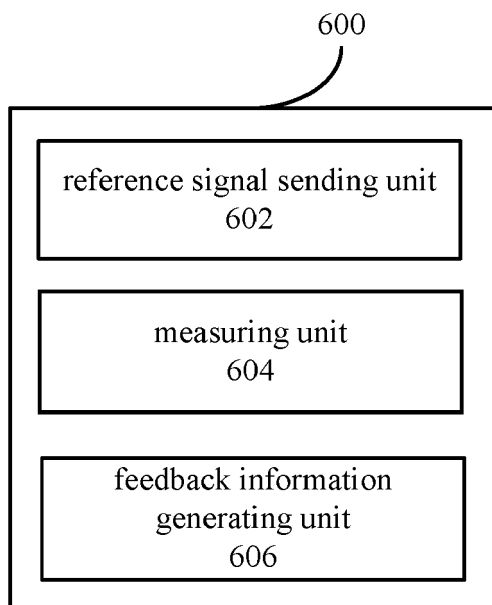 600
reference signal sending unit
602
measuring unit
604
feedback information
generating unit
606